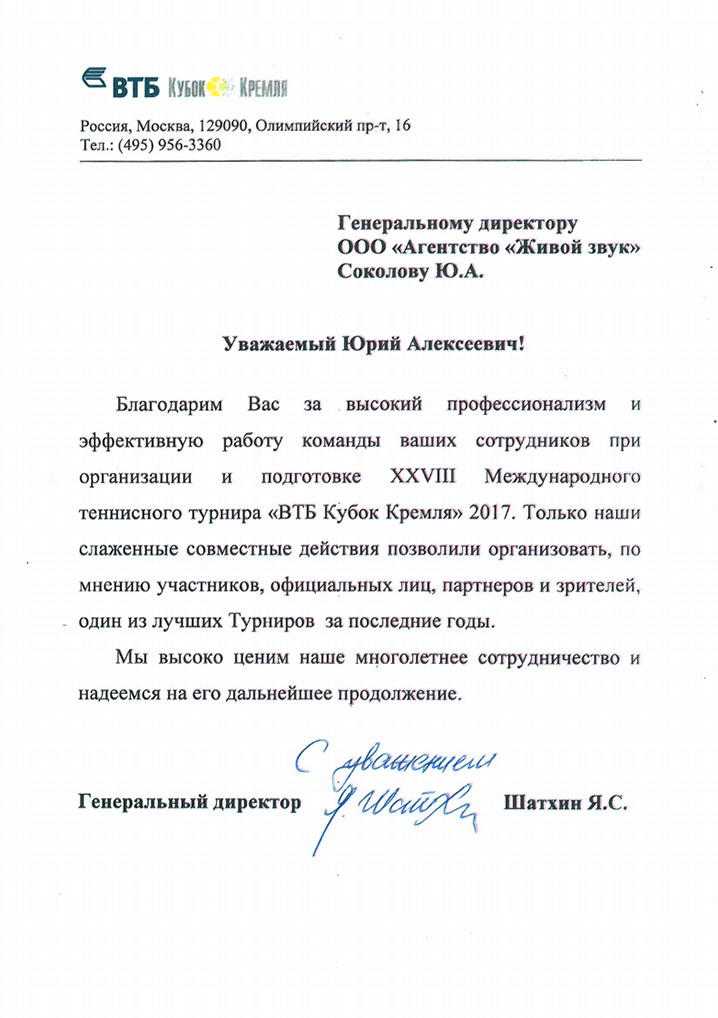 ВТБ КУБОК КРЕМЛЯ
Россия, Москва, 129090, Олимпийский пр-т, 16
Тел.: (495) 956-3360
Генеральному директору
ООО «Агентство «Живой звук»
Соколову Ю.А.
Уважаемый Юрий Алексеевич!
Благодарим Вас за высокий профессионализм и
эффективную работу команды ваших сотрудников при
организации и подготовке XXVIII Международного
теннисного турнира «ВТБ Кубок Кремля» 2017. Только наши
слаженные совместные действия позволили организовать, по
мнению участников, официальных лиц, партнеров и зрителей,
один из лучших Турниров за последние годы.
Мы высоко ценим наше многолетнее сотрудничество и
надеемся на его дальнейшее продолжение.
С уважением
Генеральный директор Я. Шатхин Шатхин Я.С.